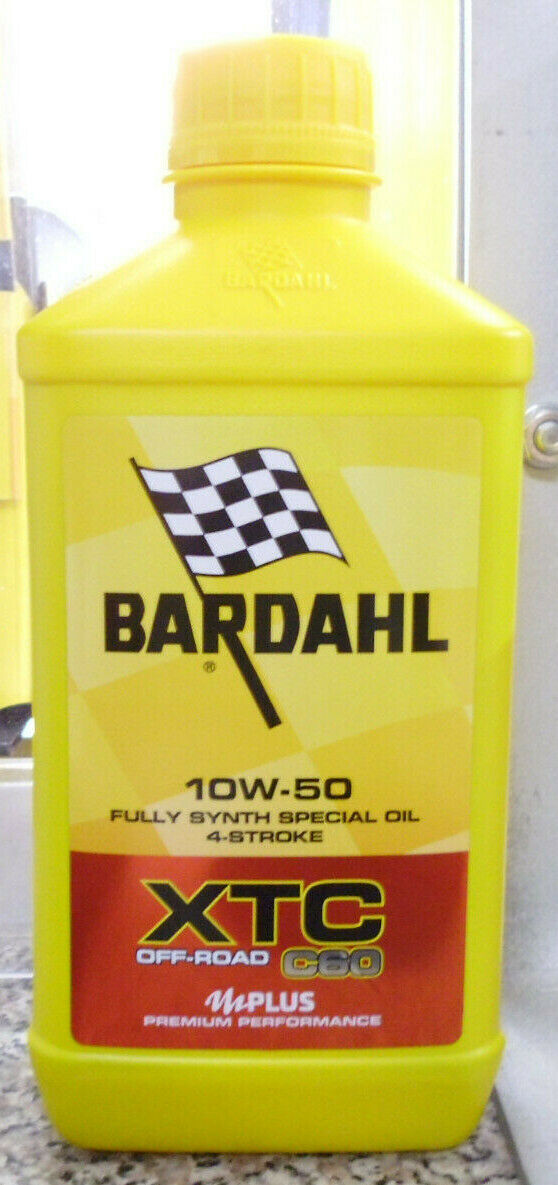 BARDAHL
BARDAHL
®
10W-50
FULLY SYNTH SPECIAL OIL
4-STROKE
XTC
OFF-ROAD C60
PLUS
PREMIUM PERFORMANCE